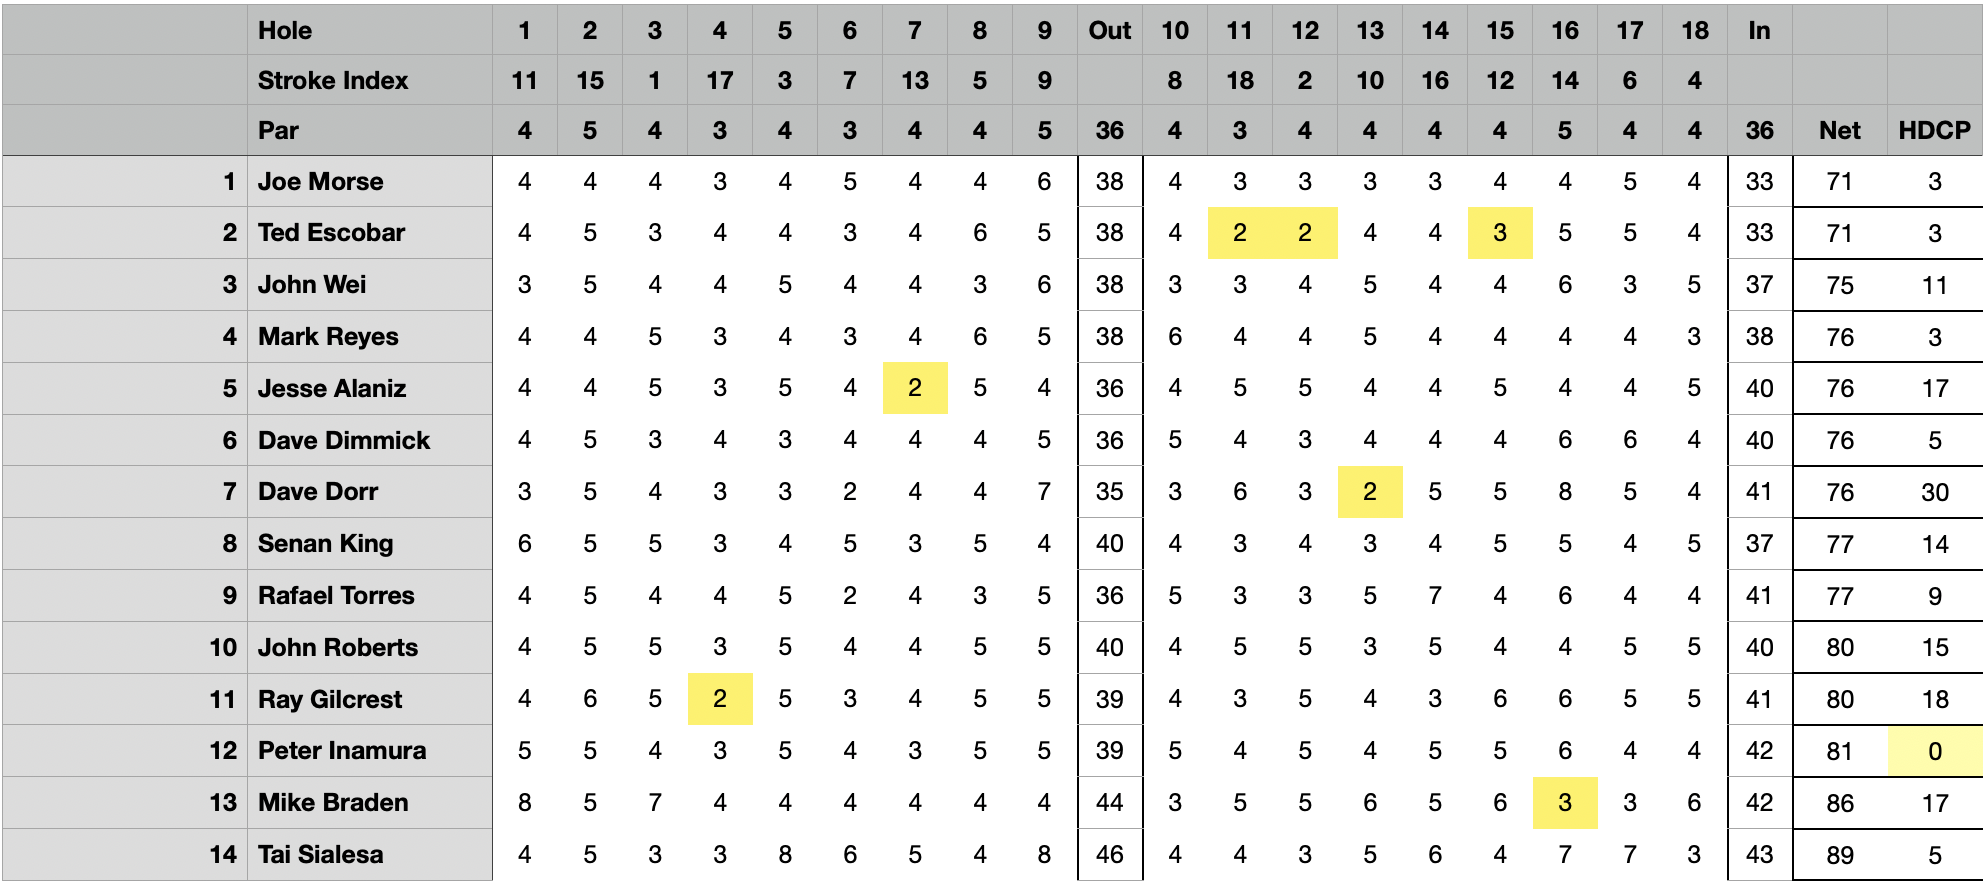 Hole 1 2 3 4 5 6 7 8 9 Out 10 11 12 13 14 15 16 17 18 In
Stroke Index 11 15 1 17 3 7 13 5 9 8 18 2 10 16 12 14 6 4
Par 4 5 4 3 4 3 4 4 5 36 4 3 4 4 4 4 5 4 4 36 Net HDCP
1 Joe Morse 4 4 4 3 4 5 4 4 6 38 4 3 3 3 3 4 4 5 4 33 71 3
2 Ted Escobar 4 5 3 4 4 3 4 6 5 38 4 2 2 4 4 3 5 5 4 33 71 3
3 John Wei 3 5 4 4 5 4 4 3 6 38 3 3 4 5 4 4 6 3 5 37 75 11
4 Mark Reyes 4 4 5 3 4 3 4 6 5 38 6 4 4 5 4 4 4 4 3 38 76 3
5 Jesse Alaniz 4 4 5 3 5 4 2 5 4 36 4 5 5 4 4 5 4 4 5 40 76 17
6 Dave Dimmick 4 5 3 4 3 4 4 4 5 36 5 4 3 4 4 4 6 6 4 40 76 5
7 Dave Dorr 3 5 4 3 3 2 4 4 7 35 3 6 3 2 5 5 8 5 4 41 76 30
8 Senan King 6 5 5 3 4 5 3 5 4 40 4 3 4 3 4 5 5 4 5 37 77 14
9 Rafael Torres 4 5 4 4 5 2 4 3 5 36 5 3 3 5 7 4 6 4 4 41 77 9
10 John Roberts 4 5 5 3 5 4 4 5 5 40 4 5 5 3 5 4 4 5 5 40 80 15
11 Ray Gilcrest 4 6 5 2 5 3 4 5 5 39 4 3 5 4 3 6 6 5 5 41 80 18
12 Peter Inamura 5 5 4 3 5 4 3 5 5 39 5 4 5 4 5 5 6 4 4 42 81 0
13 Mike Braden 8 5 7 4 4 4 4 4 4 44 3 5 5 6 5 6 3 3 6 42 86 17
14 Tai Sialesa 4 5 3 3 8 6 5 4 8 46 4 4 3 5 6 4 7 7 3 43 89 5